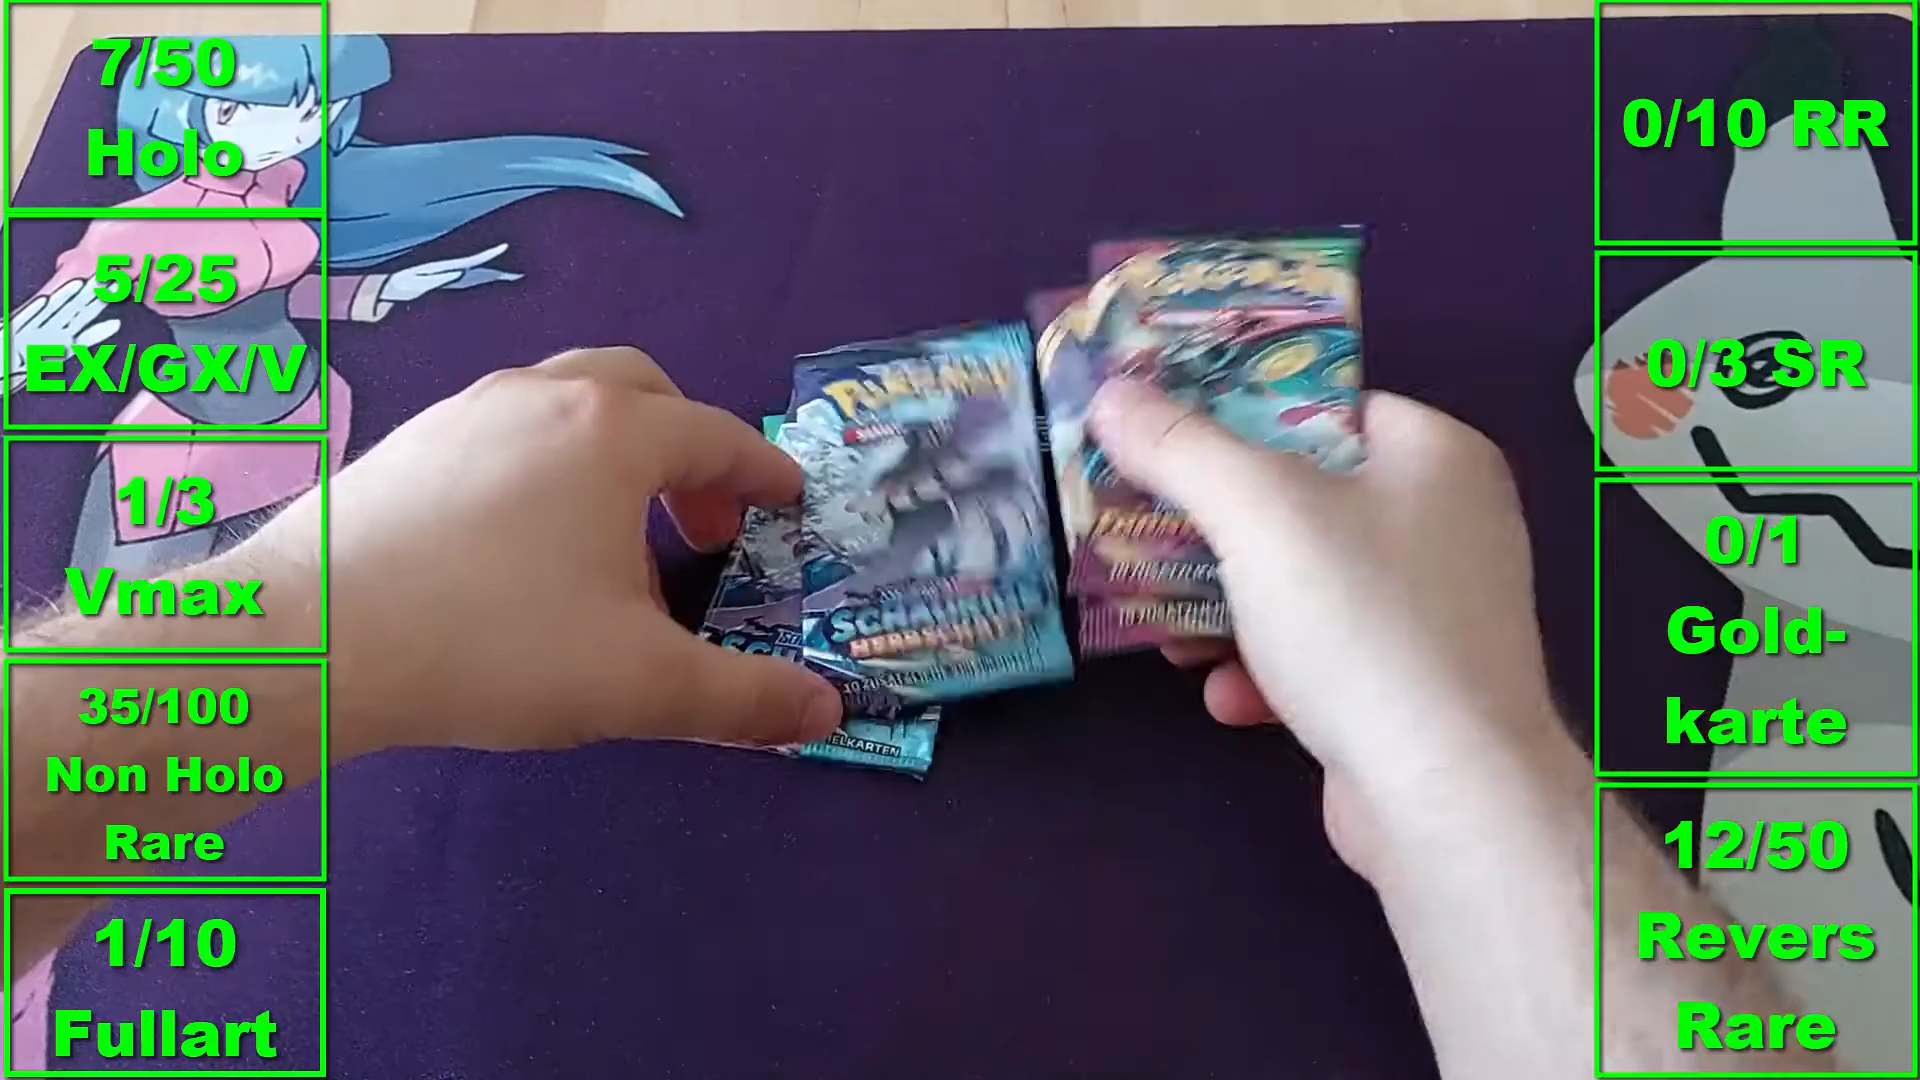 7/50
Holo
5/25
EX/GX/V
1/3
Vmax
35/100
Non Holo
Rare
1/10
Fullart
0/10 RR
0/3 SR
0/1
Gold-
karte
12/50
Revers
Rare